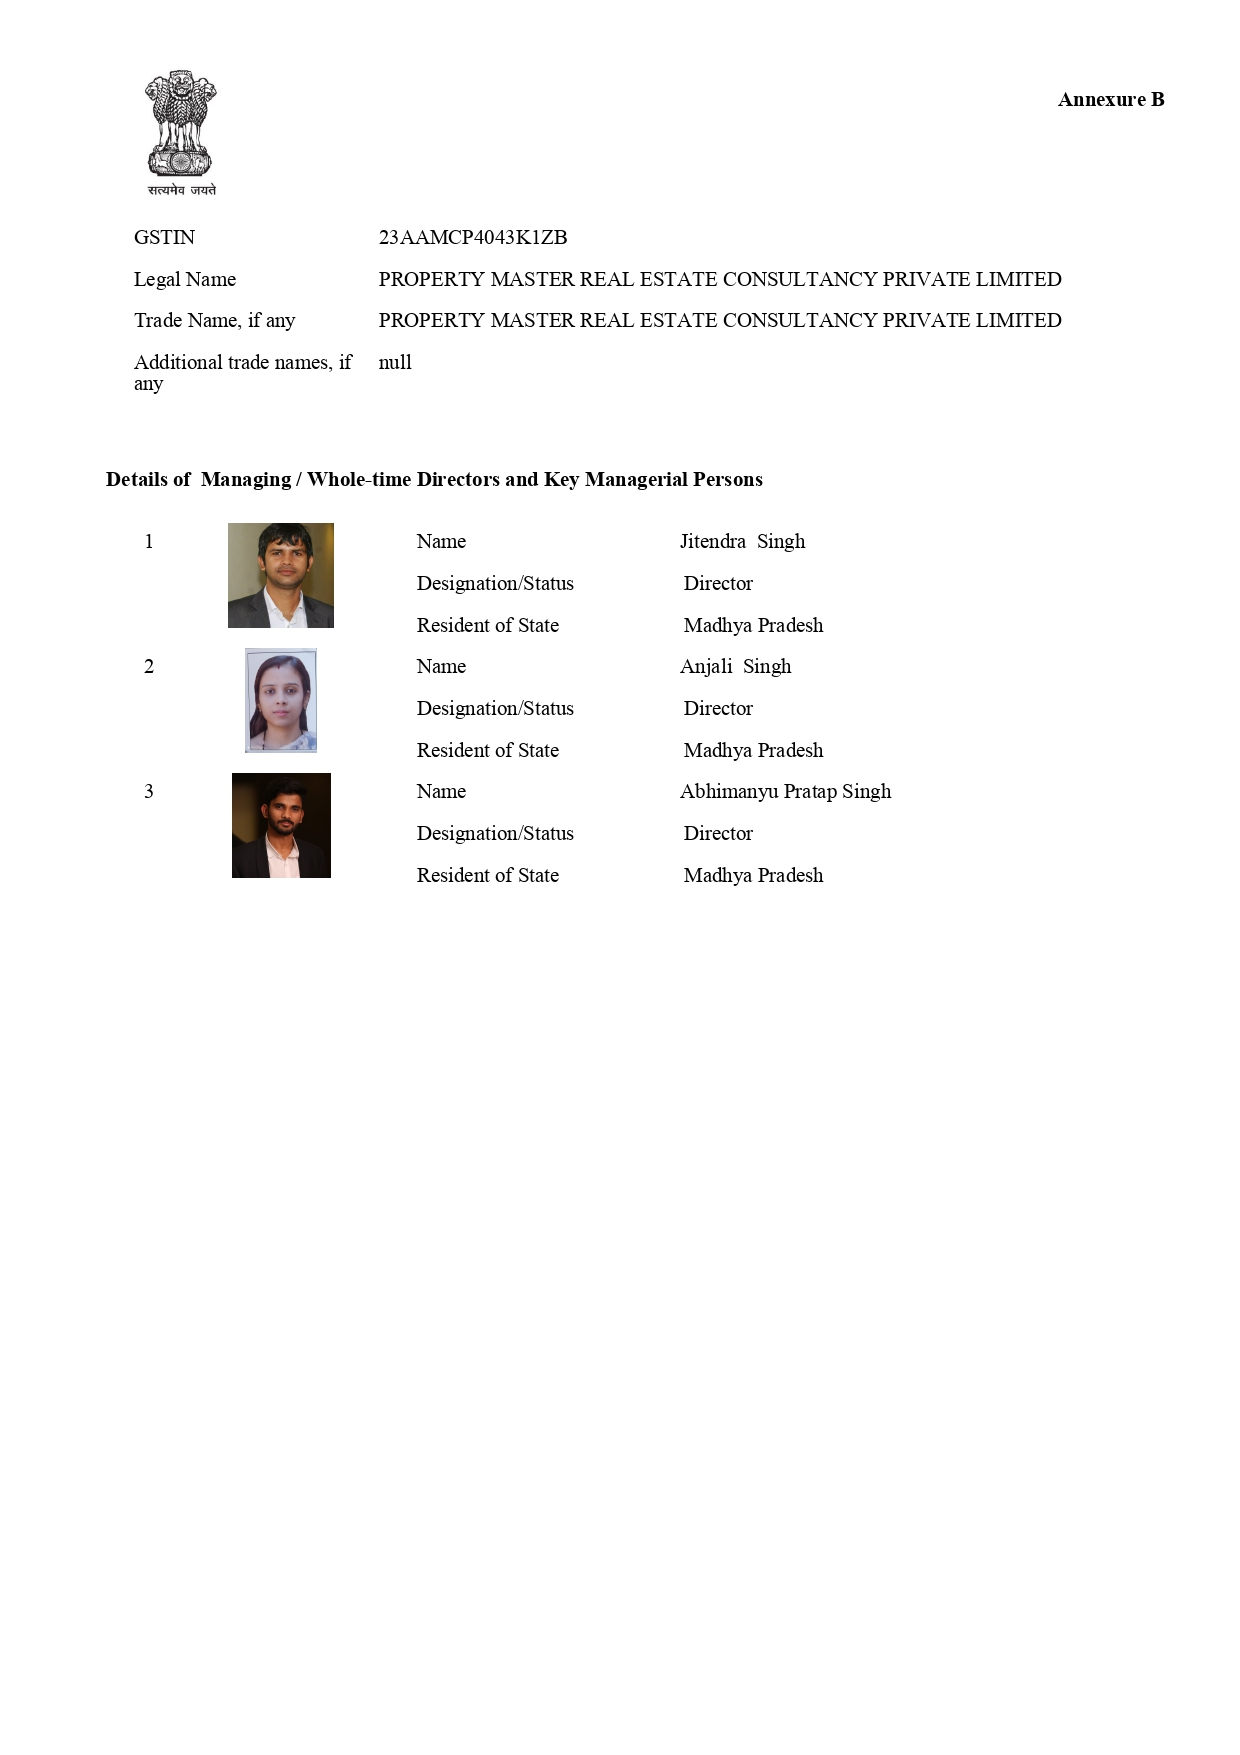 Annexure B
सत्यमेव जयते
GSTIN 23AAMCP4043K1ZB
Legal Name PROPERTY MASTER REAL ESTATE CONSULTANCY PRIVATE LIMITED
Trade Name, if any PROPERTY MASTER REAL ESTATE CONSULTANCY PRIVATE LIMITED
Additional trade names, if null
any
Details of Managing / Whole-time Directors and Key Managerial Persons
1 Name Jitendra Singh
Designation/Status Director
Resident of State Madhya Pradesh
2 Name Anjali Singh
Designation/Status Director
Resident of State Madhya Pradesh
3 Name Abhimanyu Pratap Singh
Designation/Status Director
Resident of State Madhya Pradesh